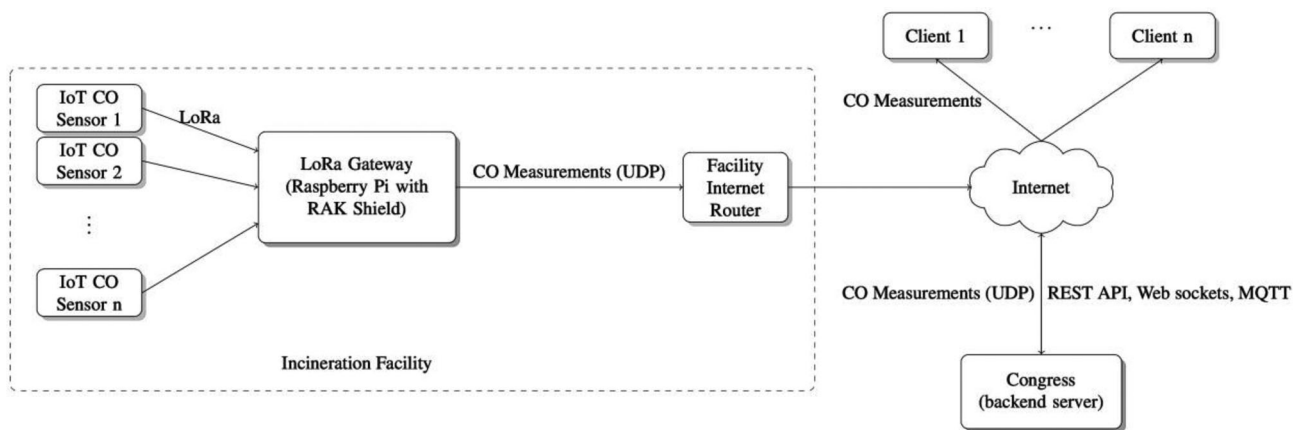 Client 1
...
Client n
IoT CO
Sensor 1
LoRa
CO Measurements
IoT CO
Sensor 2
LoRa Gateway
(Raspberry Pi with
RAK Shield)
CO Measurements (UDP)
Facility
Internet
Router
Internet
⋮
IoT CO
Sensor n
CO Measurements (UDP)
REST API, Web sockets, MQTT
Incineration Facility
Congress
(backend server)